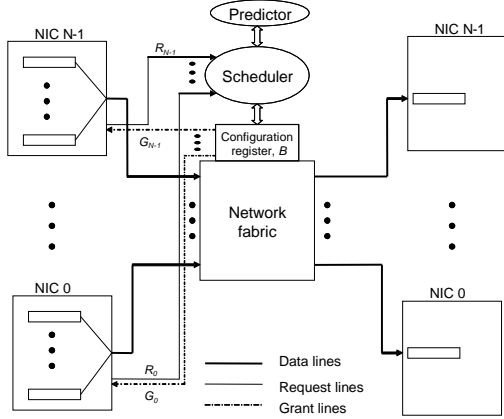 Predictor
NIC N-1
R_{N-1}
Scheduler
NIC N-1
G_{N-1}
Configuration
register, B
Network
fabric
NIC 0
NIC 0
R_0
G_0
Data lines
Request lines
Grant lines